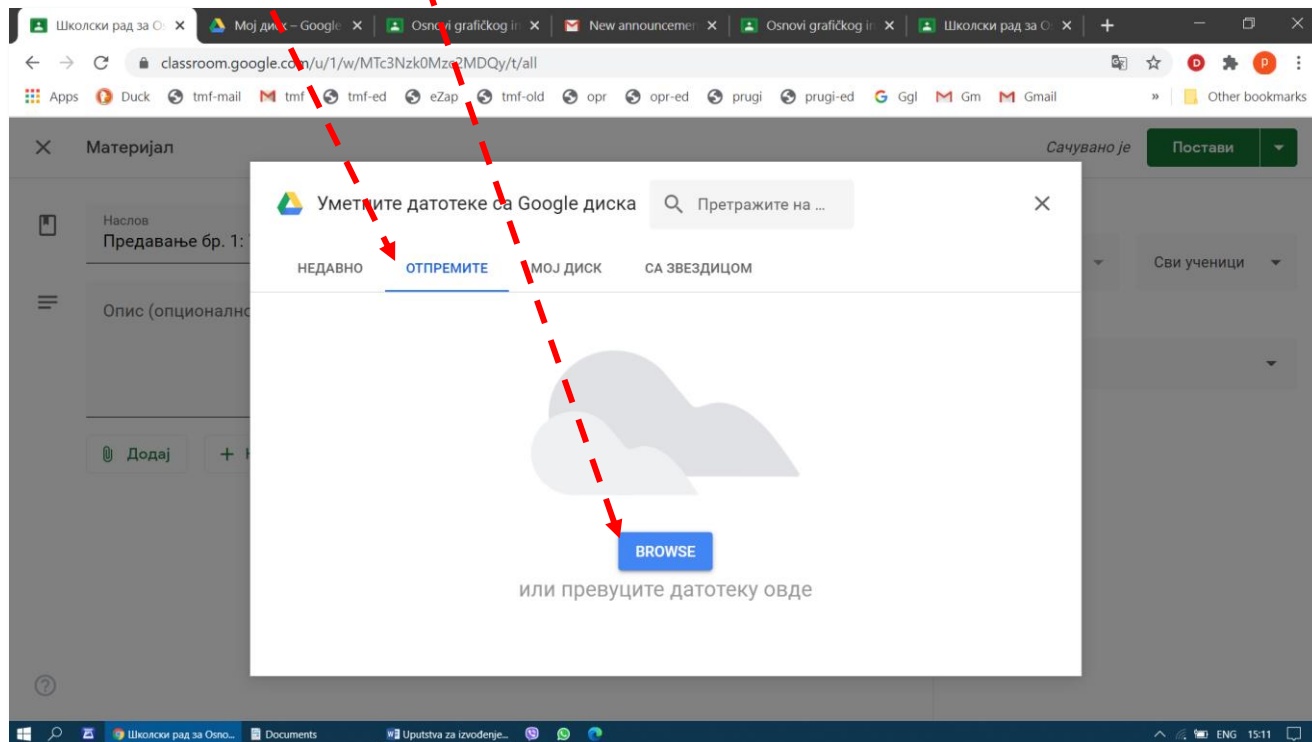 Школски рад за O
Мој диск – Google
Osnovi grafičkog in
New announcemen
Osnovi grafičkog in
Школски рад за O
classroom.google.com/u/1/w/MTc3Nzk0Mzc2MDQy/t/all
Apps Duck tmf-mail tmf tmf-ed eZap tmf-old opr opr-ed prugi prugi-ed Ggl Gm Gmail » Other bookmarks
Материјал Сачувано је Постави
Уметните датотеке са Google диска Претражите на ...
Наслов
Предавање бр. 1:
НЕДАВНО ОТПРЕМИТЕ МОЈ ДИСК СА ЗВЕЗДИЦОМ
Сви ученици
Опис (опционално
Додај +
BROWSE
или превуците датотеку овде
Школски рад за Osno... Documents Uputstva za izvođenje... ENG 15:11